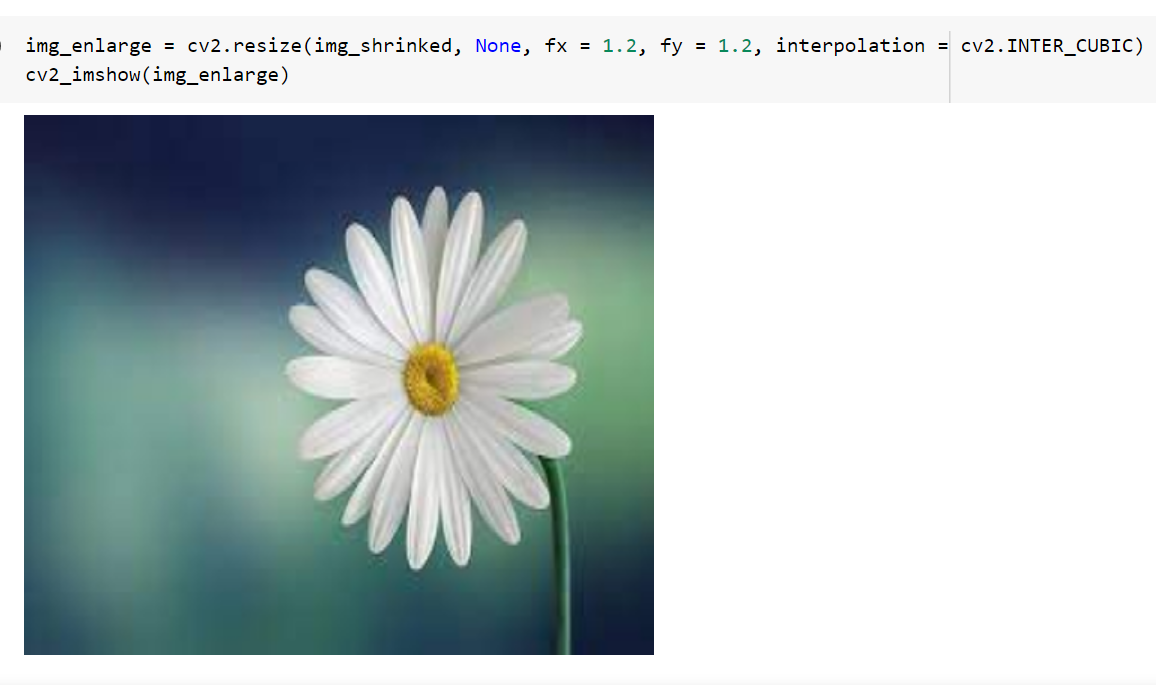 img_enlarge = cv2.resize(img_shrinked, None, fx = 1.2, fy = 1.2, interpolation = cv2.INTER_CUBIC)
cv2_imshow(img_enlarge)